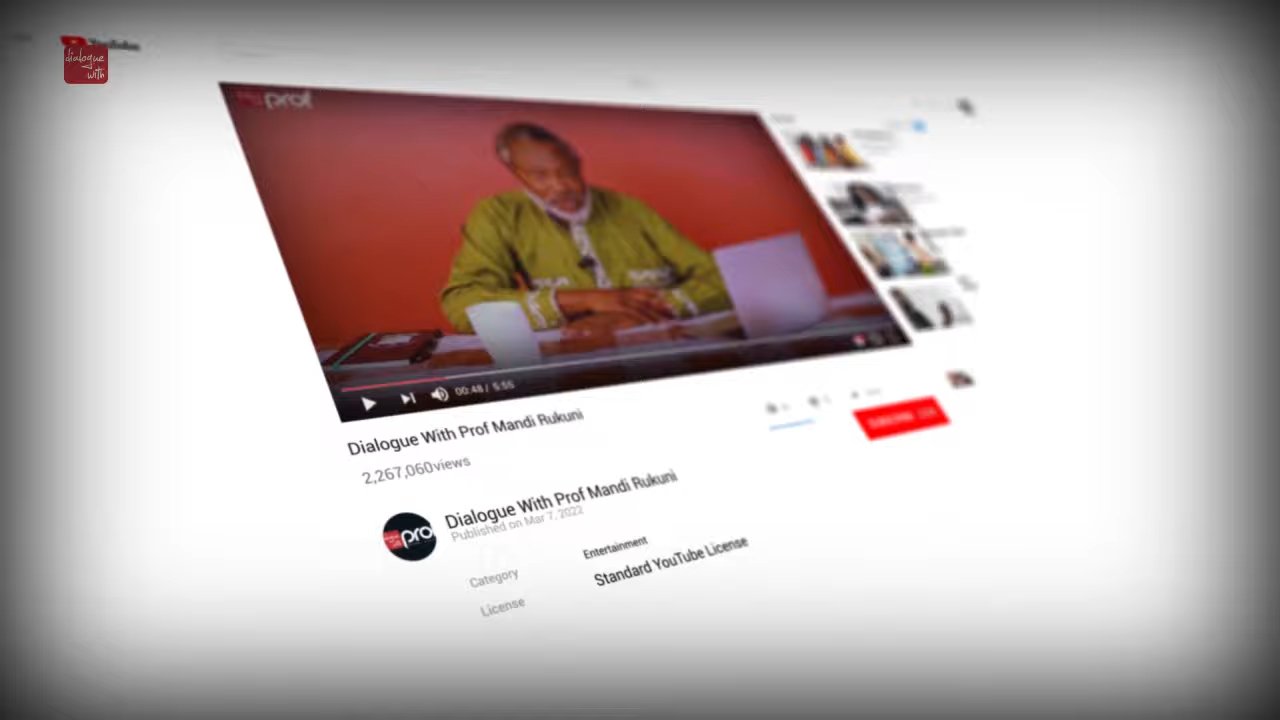 dialogue
with
prof
00:48 / 5:55
Dialogue With Prof Mandi Rukuni
2,267,060views
pro
Dialogue With Prof Mandi Rukuni
Published on Mar 7, 2022
Category
Entertainment
License
Standard YouTube License